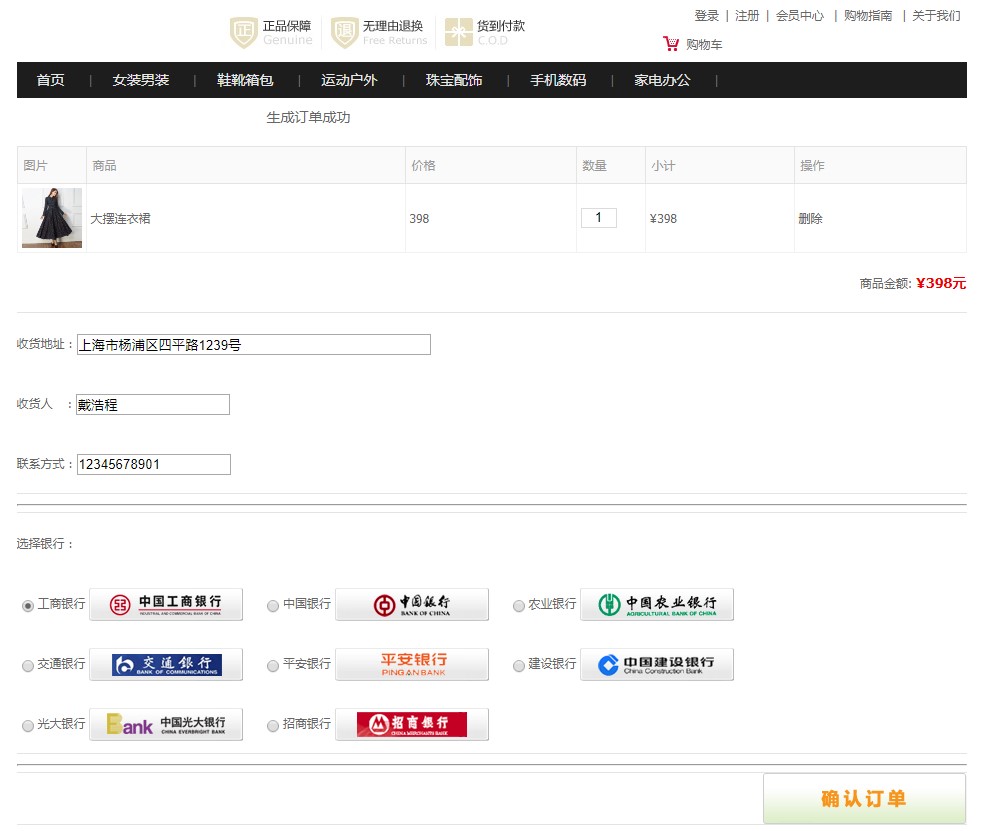 登录 | 注册 | 会员中心 | 购物指南 | 关于我们
正 正品保障 Genuine
退 无理由退换 Free Returns
货到付款 C.O.D
购物车
首页 | 女装男装 | 鞋靴箱包 | 运动户外 | 珠宝配饰 | 手机数码 | 家电办公 |
生成订单成功
图片 商品 价格 数量 小计 操作
大摆连衣裙 398 1 ¥398 删除
商品金额: ¥398元
收货地址：上海市杨浦区四平路1239号
收货人 ：戴浩程
联系方式：12345678901
选择银行：
工商银行 中国工商银行 INDUSTRIAL AND COMMERCIAL BANK OF CHINA
中国银行 中国银行 BANK OF CHINA
农业银行 中国农业银行 AGRICULTURAL BANK OF CHINA
交通银行 交通银行 BANK OF COMMUNICATIONS
平安银行 平安银行 PING AN BANK
建设银行 中国建设银行 China Construction Bank
光大银行 Bank 中国光大银行 CHINA EVERBRIGHT BANK
招商银行 招商银行 CHINA MERCHANTS BANK
确认订单